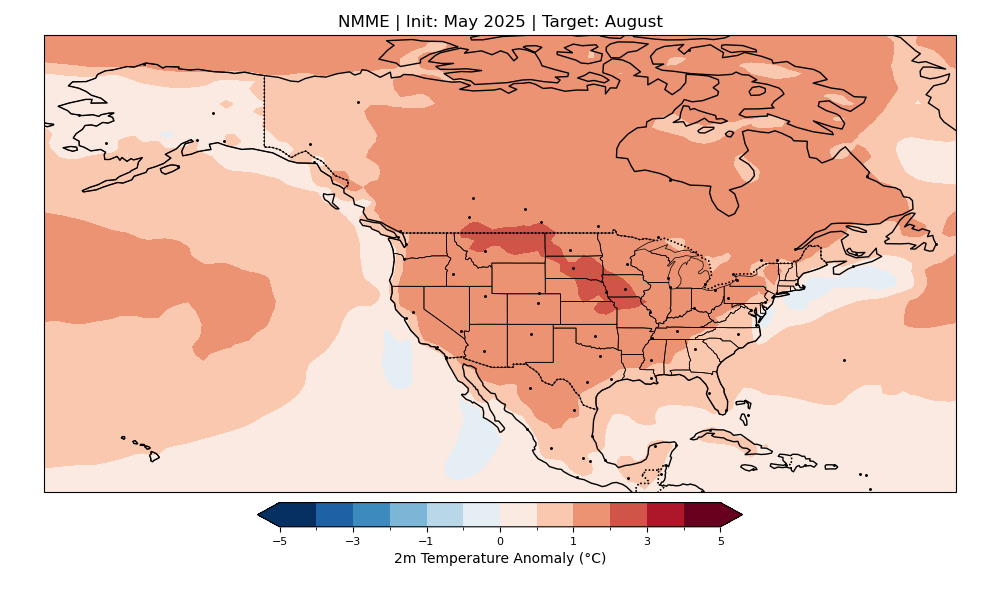 NMME | Init: May 2025 | Target: August
−5 −3 −1 0 1 3 5
2m Temperature Anomaly (°C)